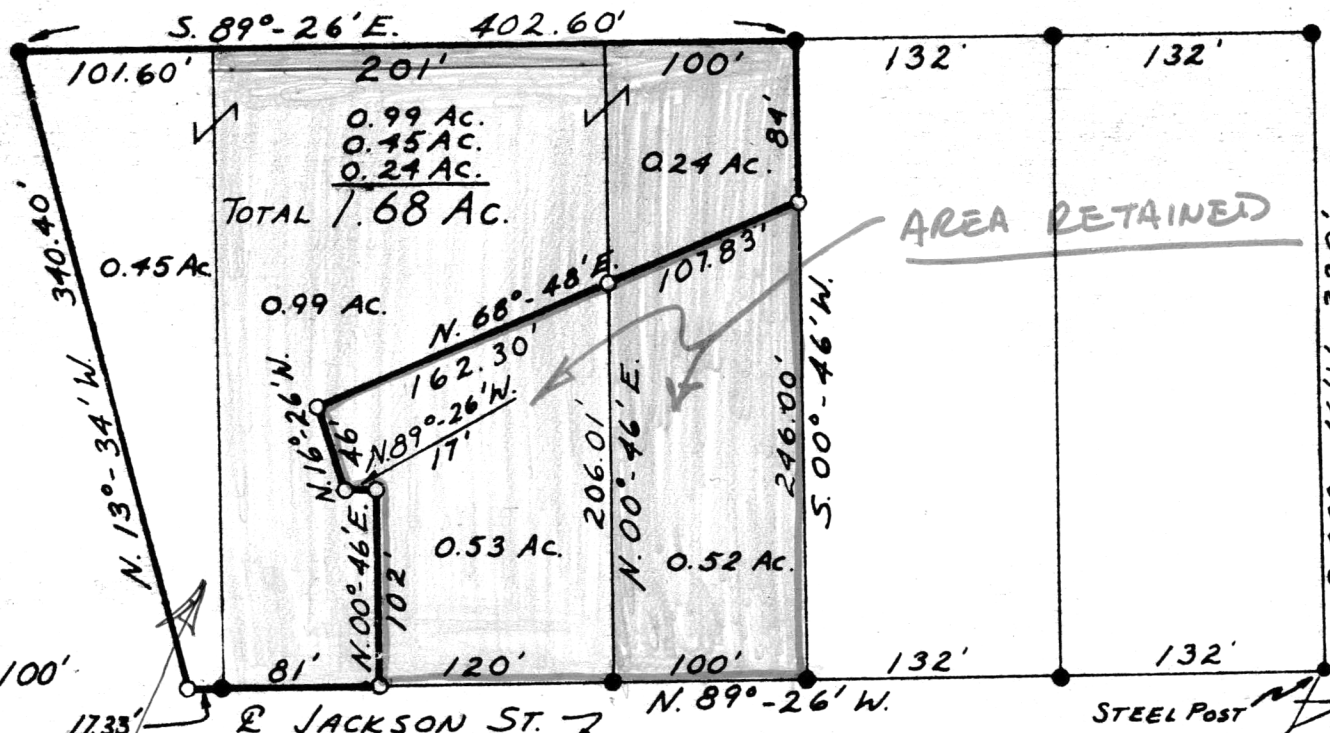 S. 89°-26' E. 402.60'
101.60' 201' 100' 132' 132'
0.99 Ac.
0.45 Ac.
0.24 Ac.
TOTAL 1.68 Ac.
84'
0.24 Ac.
AREA RETAINED
340.40'
N. 13°-34' W.
0.45 Ac.
0.99 Ac.
N. 68°-48' E.
162.30'
107.83'
N. 16°-26' W.
46'
N. 89°-26' W.
17'
206.01'
N. 00°-46' E.
246.00'
S. 00°-46' W.
N. 00°-46' E.
102'
0.53 Ac.
0.52 Ac.
100' 81' 120' 100' 132' 132'
17.33' JACKSON ST. N. 89°-26' W. STEEL POST